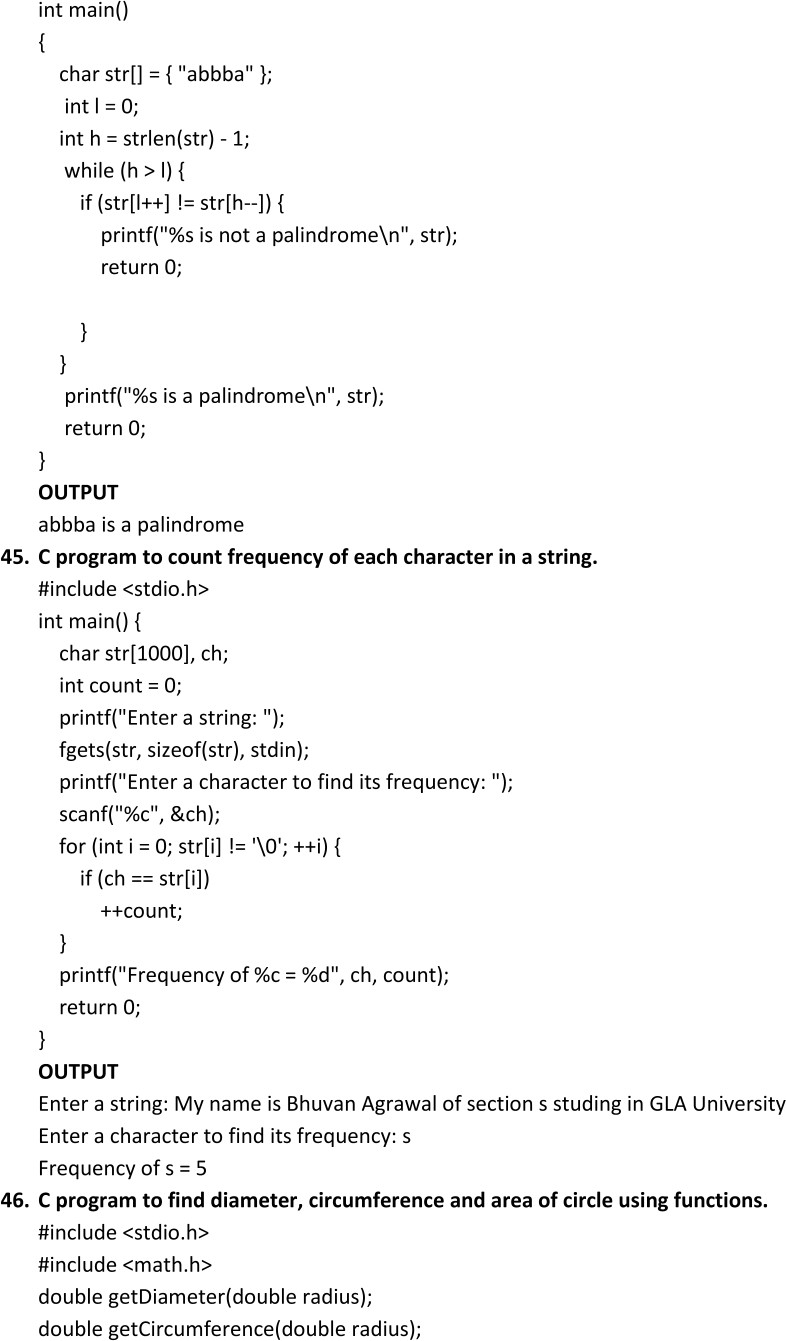 int main()
{
char str[] = { "abbba" };
int l = 0;
int h = strlen(str) - 1;
while (h > l) {
if (str[l++] != str[h--]) {
printf("%s is not a palindrome\n", str);
return 0;
}
}
printf("%s is a palindrome\n", str);
return 0;
}
OUTPUT
abbba is a palindrome
45. C program to count frequency of each character in a string.
#include <stdio.h>
int main() {
char str[1000], ch;
int count = 0;
printf("Enter a string: ");
fgets(str, sizeof(str), stdin);
printf("Enter a character to find its frequency: ");
scanf("%c", &ch);
for (int i = 0; str[i] != '\0'; ++i) {
if (ch == str[i])
++count;
}
printf("Frequency of %c = %d", ch, count);
return 0;
}
OUTPUT
Enter a string: My name is Bhuvan Agrawal of section s studing in GLA University
Enter a character to find its frequency: s
Frequency of s = 5
46. C program to find diameter, circumference and area of circle using functions.
#include <stdio.h>
#include <math.h>
double getDiameter(double radius);
double getCircumference(double radius);